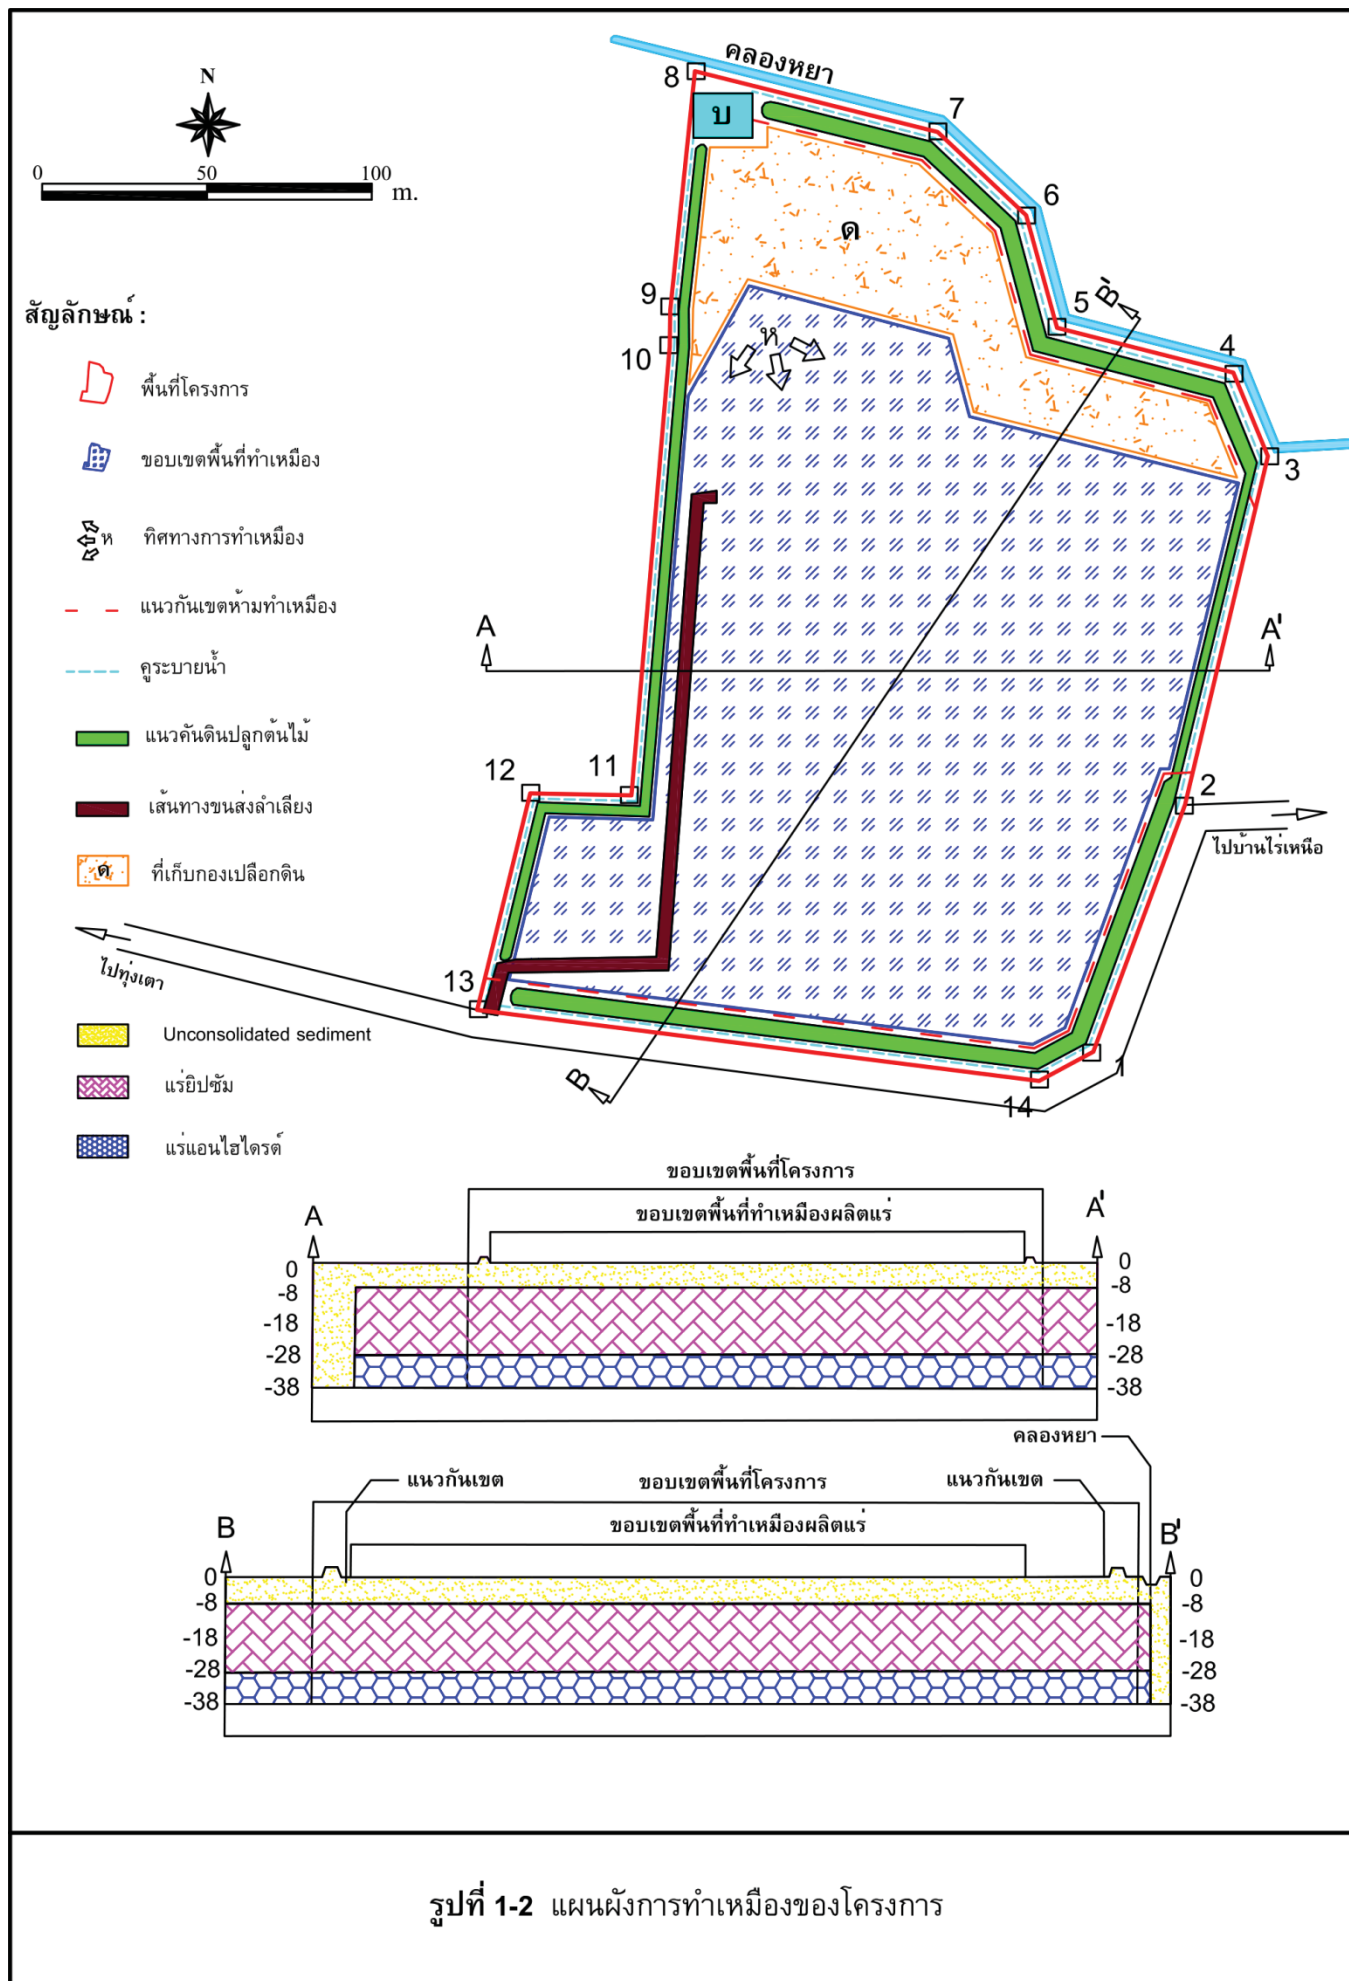 คลองหยา
8
7
บ
N
0 50 100 m.
6
ด
B'
9
5
สัญลักษณ์ :
ห
10
4
พื้นที่โครงการ
ขอบเขตพื้นที่ทำเหมือง
3
ห ทิศทางการทำเหมือง
แนวกันเขตห้ามทำเหมือง
A A'
คูระบายน้ำ
แนวคันดินปลูกต้นไม้
12 11 2
เส้นทางขนส่งลำเลียง
ไปบ้านไร่เหนือ
ด ที่เก็บกองเปลือกดิน
ไปทุ่งเตา
13
Unconsolidated sediment
1
แร่ยิปซัม
B
14
แร่แอนไฮไดรต์
ขอบเขตพื้นที่โครงการ
A A'
ขอบเขตพื้นที่ทำเหมืองผลิตแร่
0 0
-8 -8
-18 -18
-28 -28
-38 -38
คลองหยา
แนวกันเขต ขอบเขตพื้นที่โครงการ แนวกันเขต
B B'
ขอบเขตพื้นที่ทำเหมืองผลิตแร่
0 0
-8 -8
-18 -18
-28 -28
-38 -38
รูปที่ 1-2 แผนผังการทำเหมืองของโครงการ